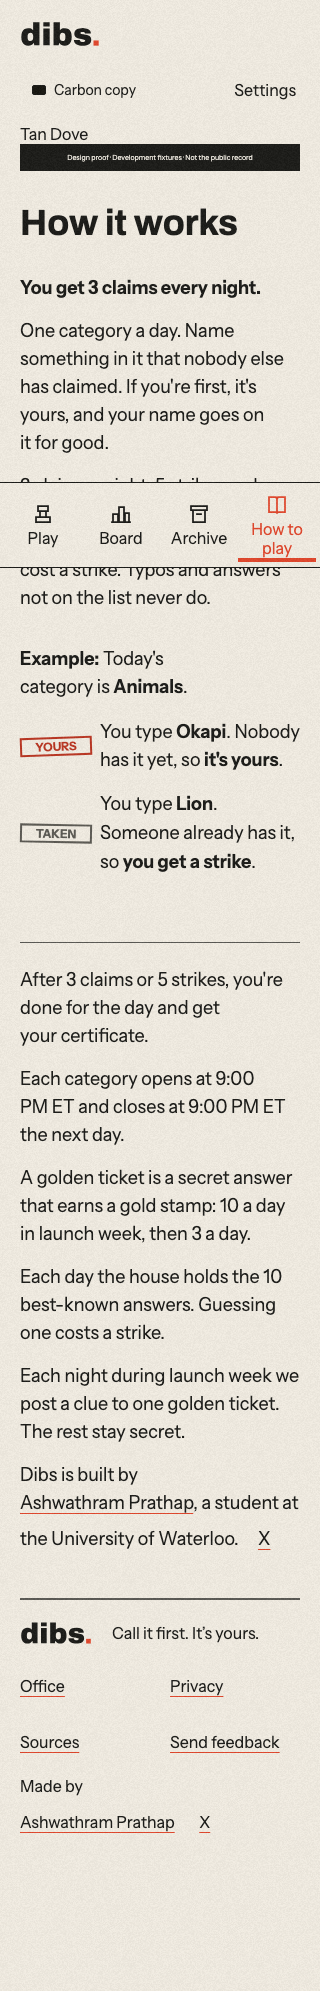 dibs.
Carbon copy
Settings
Tan Dove
Design proof · Development fixtures · Not the public record
How it works
You get 3 claims every night.
One category a day. Name
something in it that nobody else
has claimed. If you're first, it's
yours, and your name goes on
it for good.
Play
Board
Archive
How to
play
cost a strike. Typos and answers
not on the list never do.
Example: Today's
category is Animals.
YOURS
You type Okapi. Nobody
has it yet, so it's yours.
TAKEN
You type Lion.
Someone already has it,
so you get a strike.
After 3 claims or 5 strikes, you're
done for the day and get
your certificate.
Each category opens at 9:00
PM ET and closes at 9:00 PM ET
the next day.
A golden ticket is a secret answer
that earns a gold stamp: 10 a day
in launch week, then 3 a day.
Each day the house holds the 10
best-known answers. Guessing
one costs a strike.
Each night during launch week we
post a clue to one golden ticket.
The rest stay secret.
Dibs is built by
Ashwathram Prathap, a student at
the University of Waterloo. X
dibs. Call it first. It's yours.
Office
Privacy
Sources
Send feedback
Made by
Ashwathram Prathap X